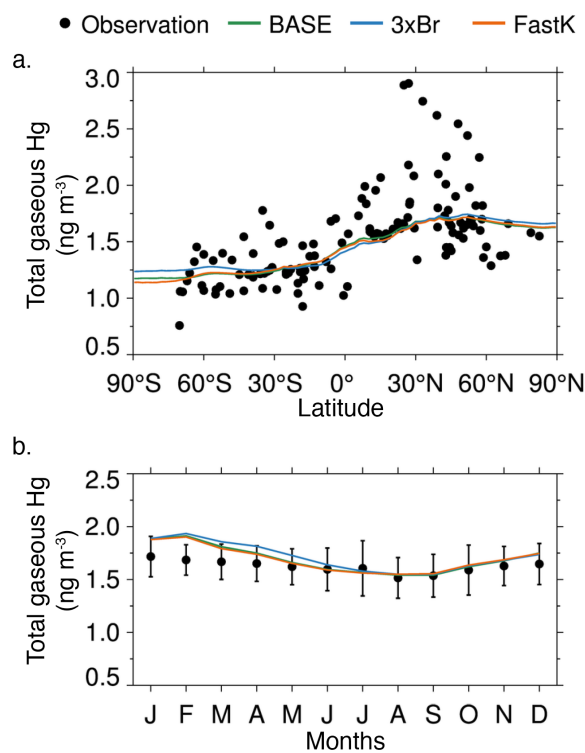 Observation BASE 3xBr FastK
a.
Total gaseous Hg
(ng m⁻³)
3.0
2.5
2.0
1.5
1.0
0.5
90°S 60°S 30°S 0° 30°N 60°N 90°N
Latitude
b.
Total gaseous Hg
(ng m⁻³)
2.5
2.0
1.5
1.0
0.5
J F M A M J J A S O N D
Months